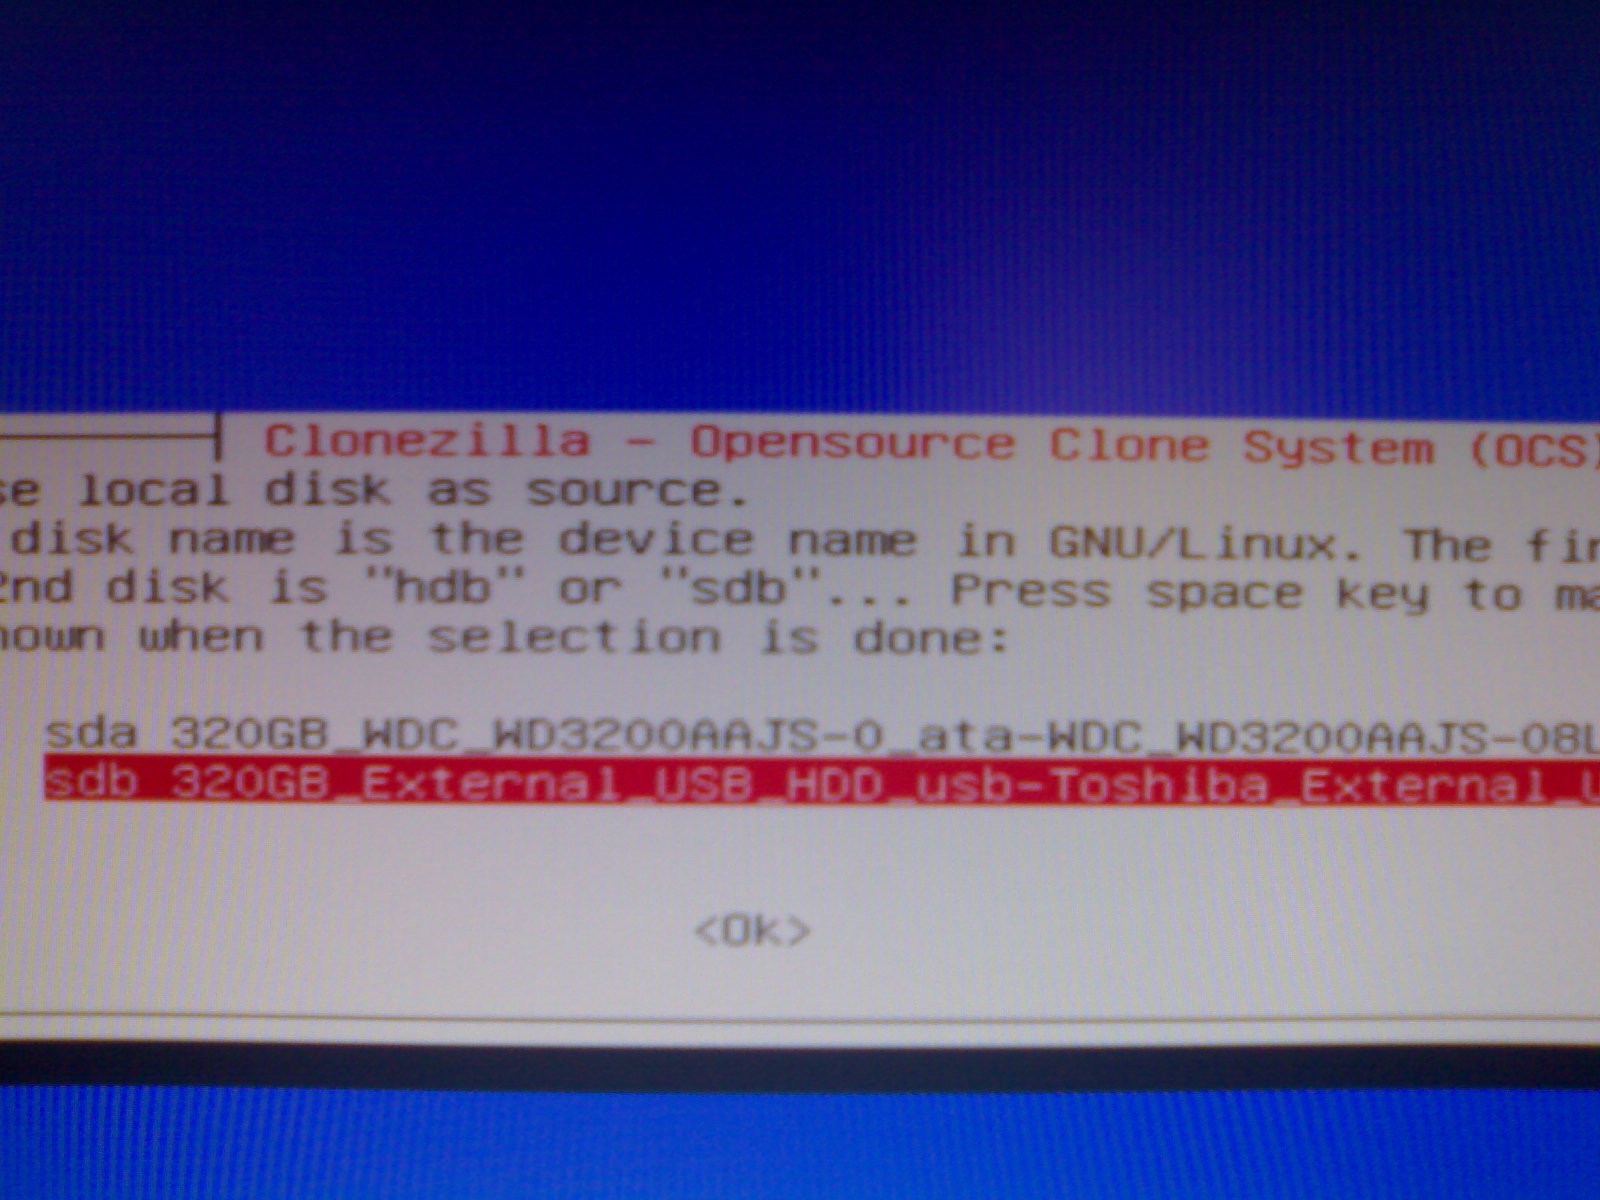 Clonezilla - Opensource Clone System (OCS)
se local disk as source.
disk name is the device name in GNU/Linux. The fir
2nd disk is "hdb" or "sdb"... Press space key to ma
hown when the selection is done:
sda 320GB_WDC_WD3200AAJS-0_ata-WDC_WD3200AAJS-08L
sdb 320GB_External_USB_HDD_usb-Toshiba_External_U
<Ok>